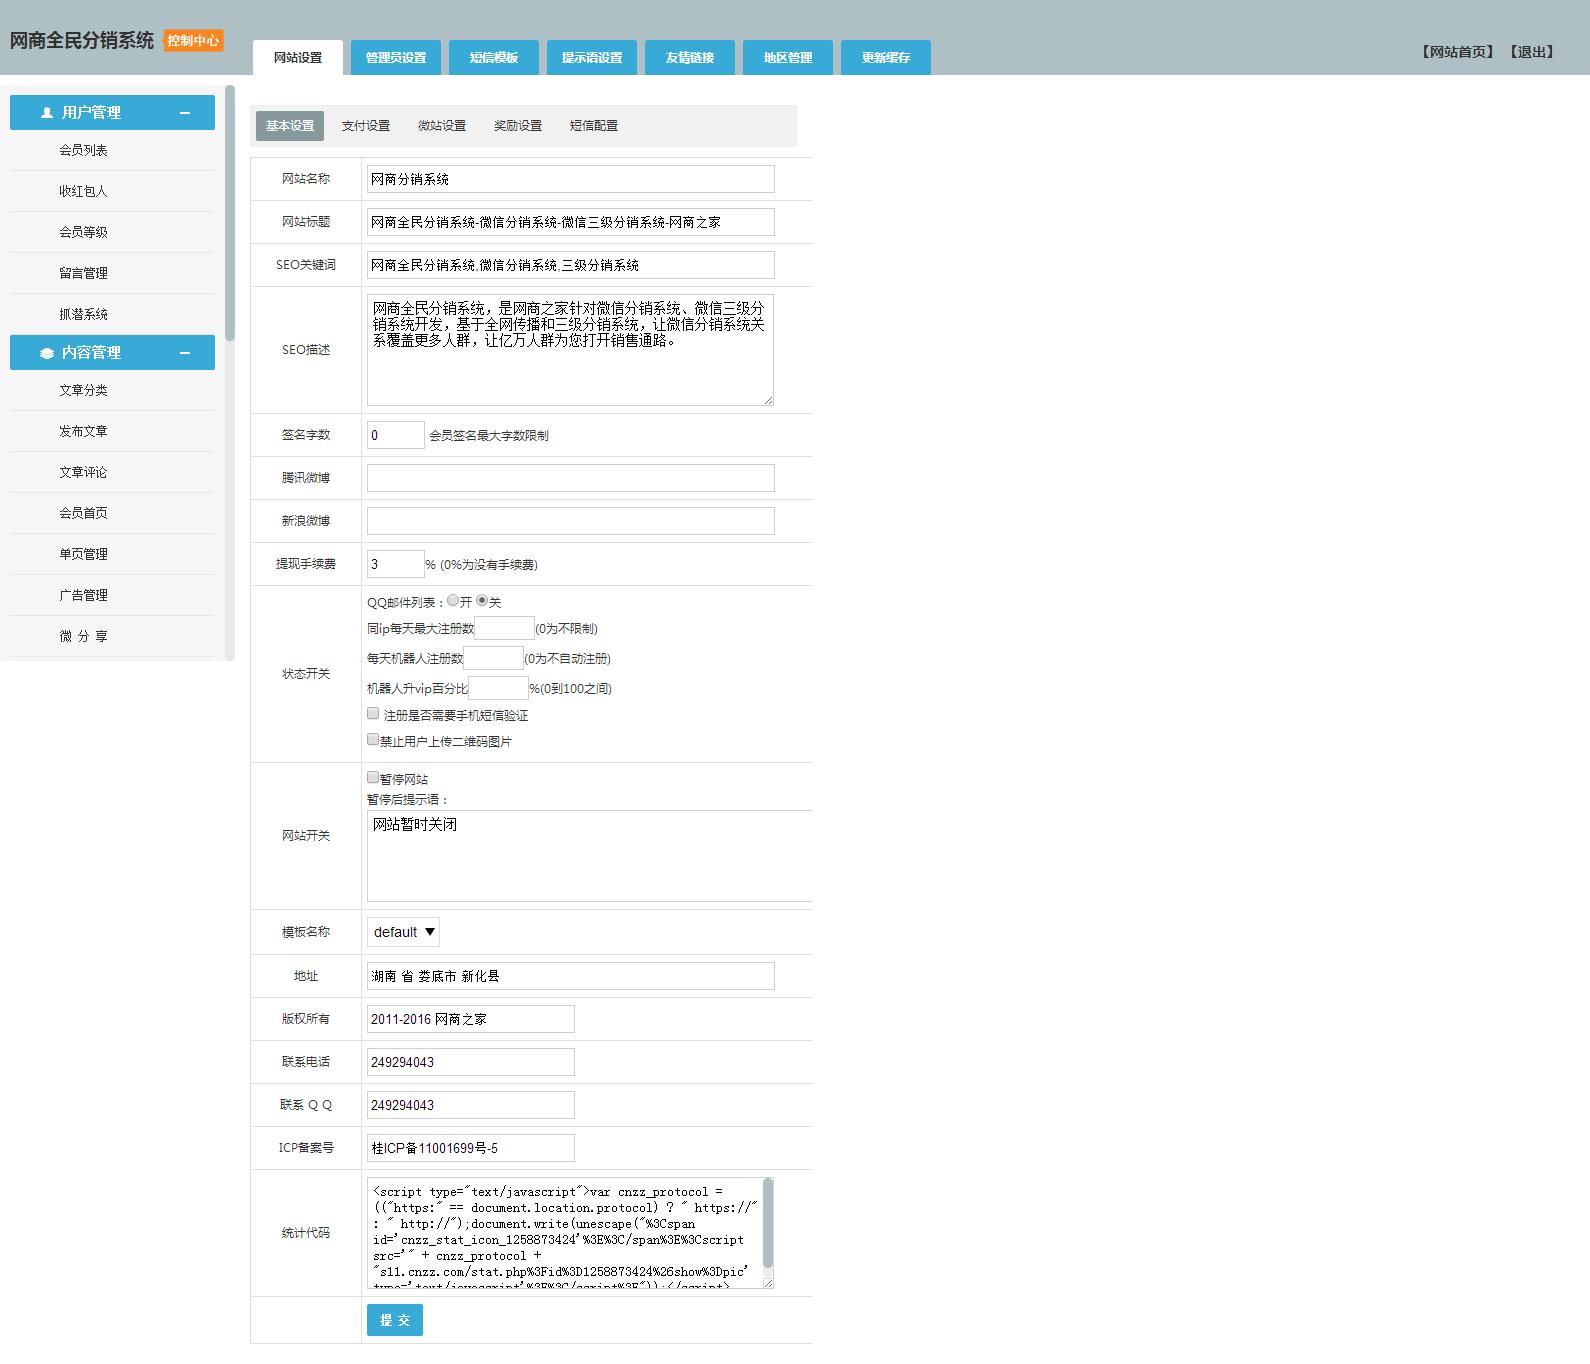 网商全民分销系统 控制中心
网站设置 管理员设置 短信模板 提示语设置 友情链接 地区管理 更新缓存
【网站首页】 【退出】
用户管理
会员列表
收红包人
会员等级
留言管理
抓潜系统
内容管理
文章分类
发布文章
文章评论
会员首页
单页管理
广告管理
微 分 享
基本设置 支付设置 微站设置 奖励设置 短信配置
网站名称 网商分销系统
网站标题 网商全民分销系统-微信分销系统-微信三级分销系统-网商之家
SEO关键词 网商全民分销系统,微信分销系统,三级分销系统
SEO描述
网商全民分销系统，是网商之家针对微信分销系统、微信三级分
销系统开发，基于全网传播和三级分销系统，让微信分销系统关
系覆盖更多人群，让亿万人群为您打开销售通路。
签名字数 0 会员签名最大字数限制
腾讯微博
新浪微博
提现手续费 3 % (0%为没有手续费)
状态开关
QQ邮件列表：开 关
同ip每天最大注册数 (0为不限制)
每天机器人注册数 (0为不自动注册)
机器人升vip百分比 %(0到100之间)
注册是否需要手机短信验证
禁止用户上传二维码图片
网站开关
暂停网站
暂停后提示语：
网站暂时关闭
模板名称 default
地址 湖南 省 娄底市 新化县
版权所有 2011-2016 网商之家
联系电话 249294043
联系 Q Q 249294043
ICP备案号 桂ICP备11001699号-5
统计代码
<script type="text/javascript">var cnzz_protocol =
(("https:" == document.location.protocol) ? " https://"
: " http://");document.write(unescape("%3Cspan
id='cnzz_stat_icon_1258873424'%3E%3C/span%3E%3Cscript
src='" + cnzz_protocol +
"s11.cnzz.com/stat.php%3Fid%3D1258873424%26show%3Dpic'
type='text/javascript'%3E%3C/script%3E"));</script>
提 交